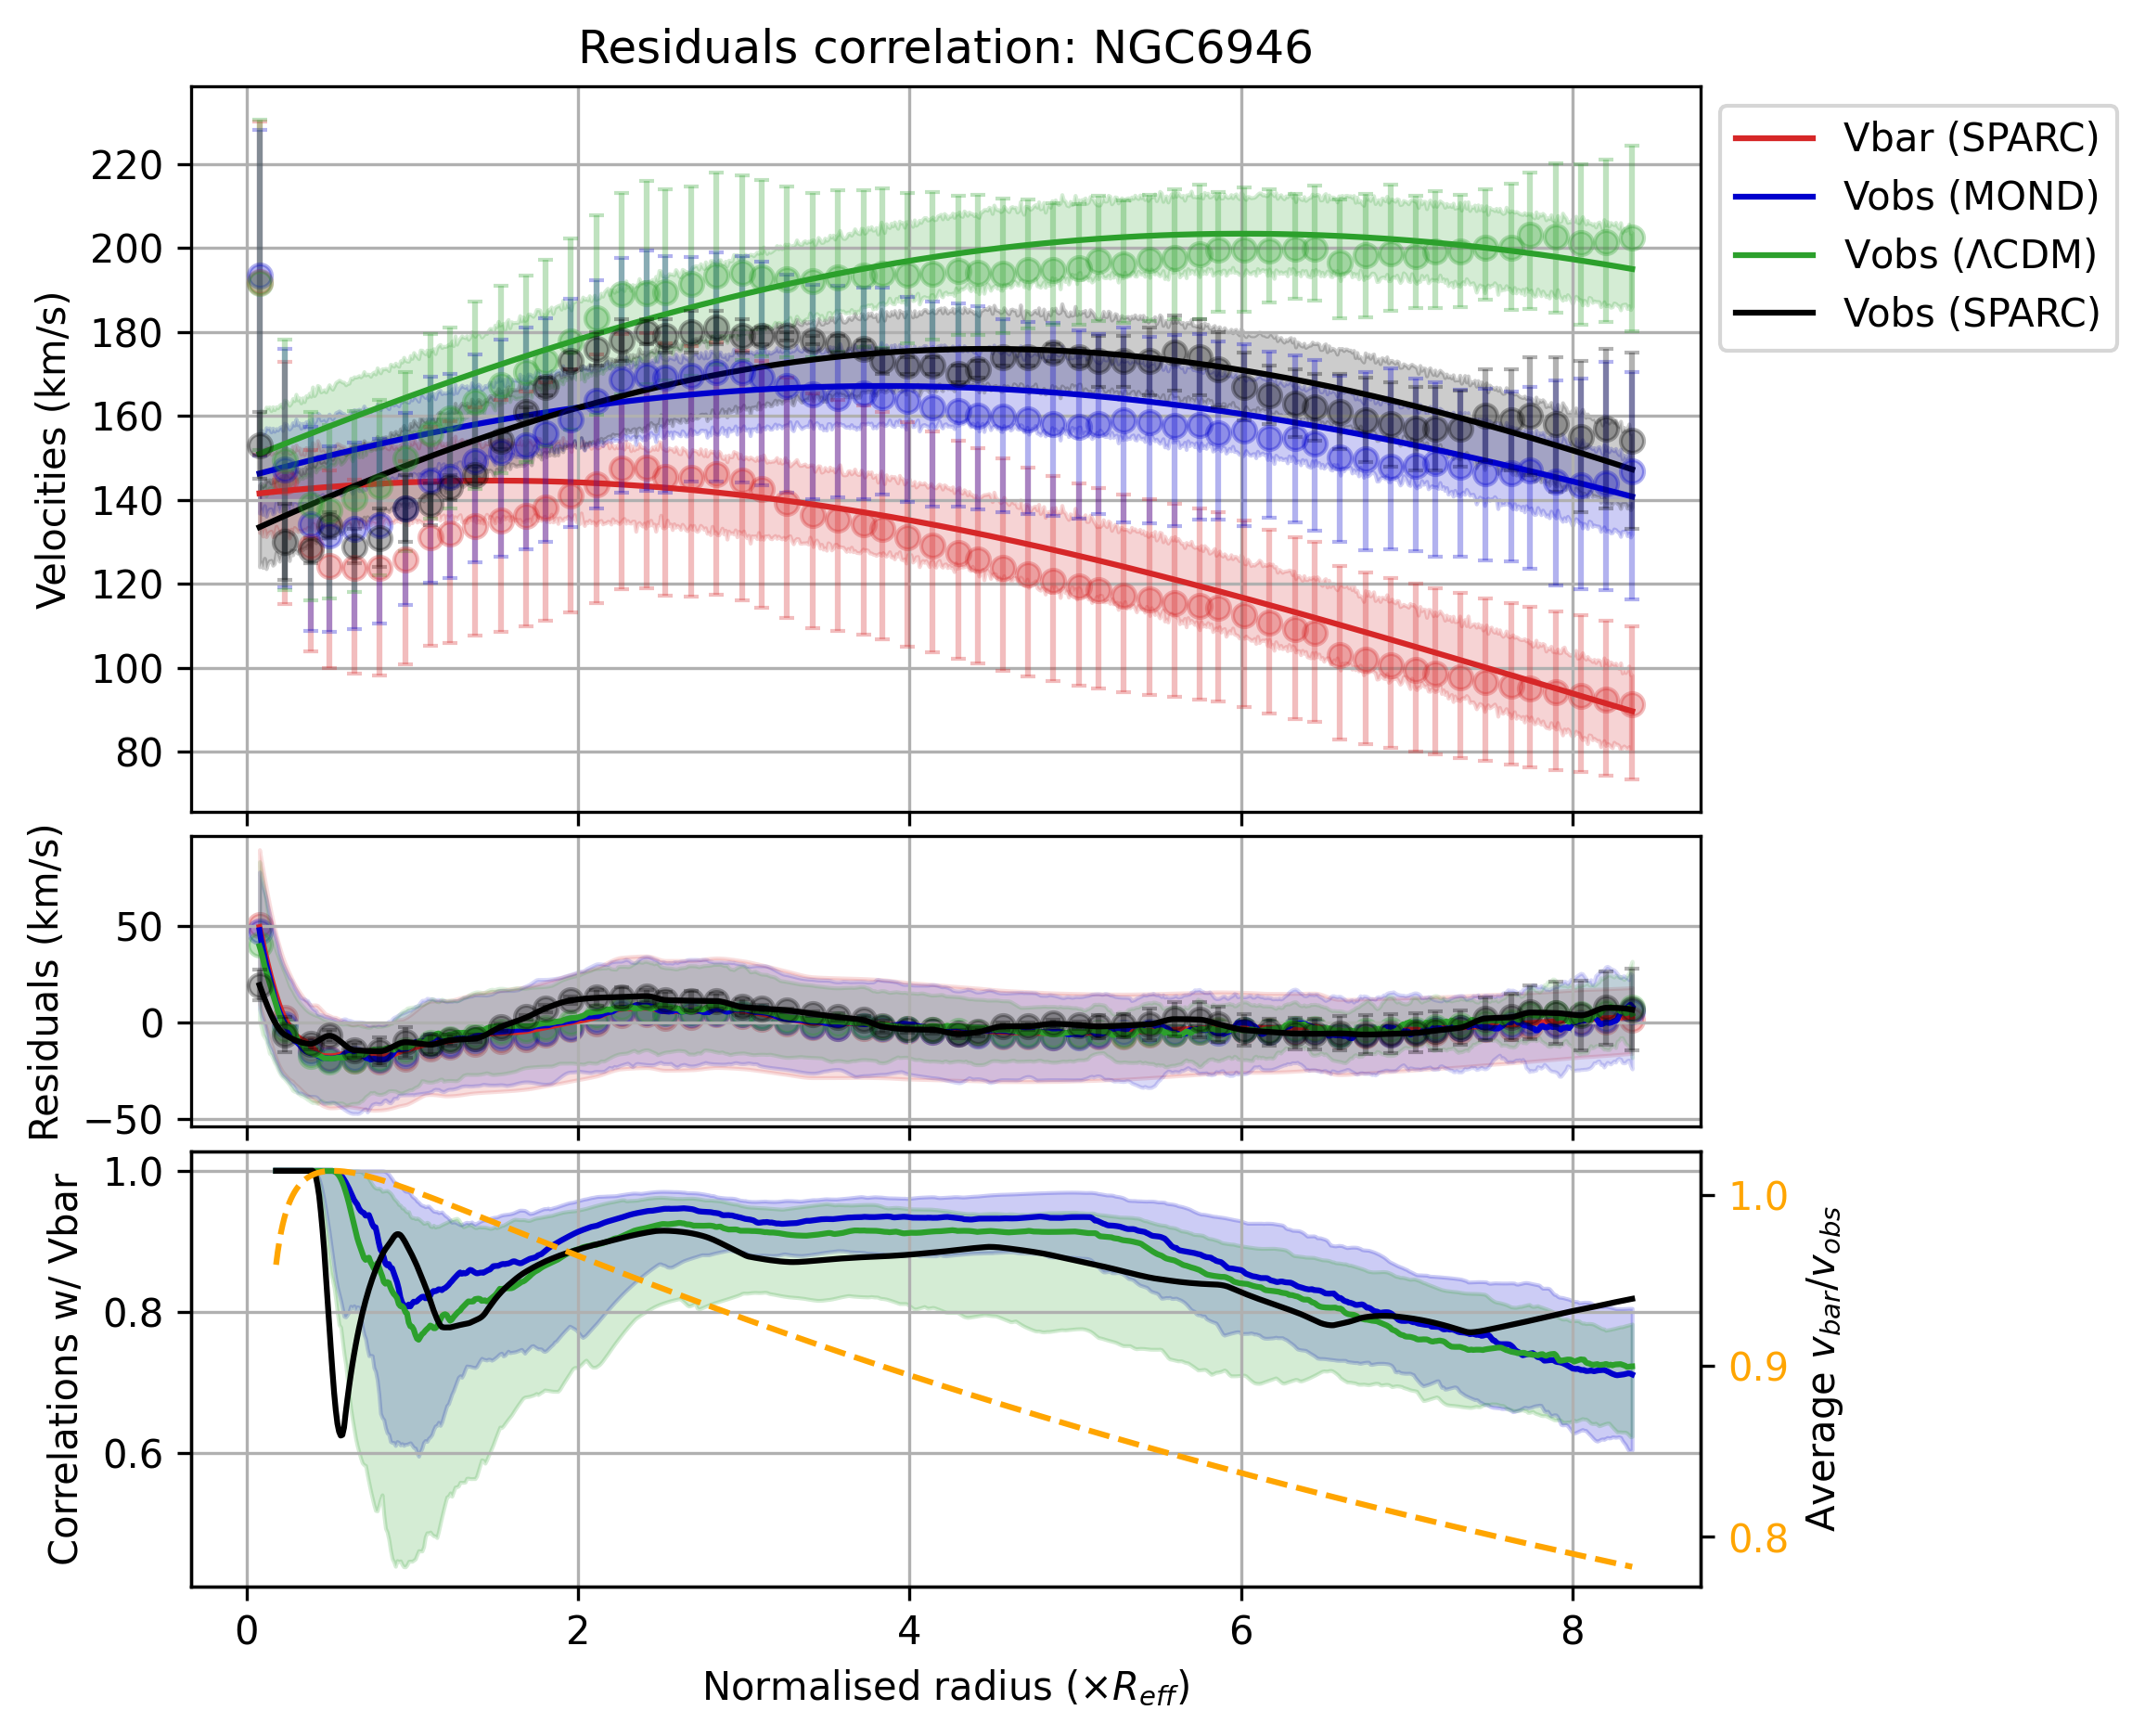 Residuals correlation: NGC6946
Velocities (km/s)
220
200
180
160
140
120
100
80
Vbar (SPARC)
Vobs (MOND)
Vobs (ΛCDM)
Vobs (SPARC)
Residuals (km/s)
50
0
−50
Correlations w/ Vbar
1.0
0.8
0.6
1.0
0.9
0.8
Average v_bar/v_obs
0 2 4 6 8
Normalised radius (×R_eff)